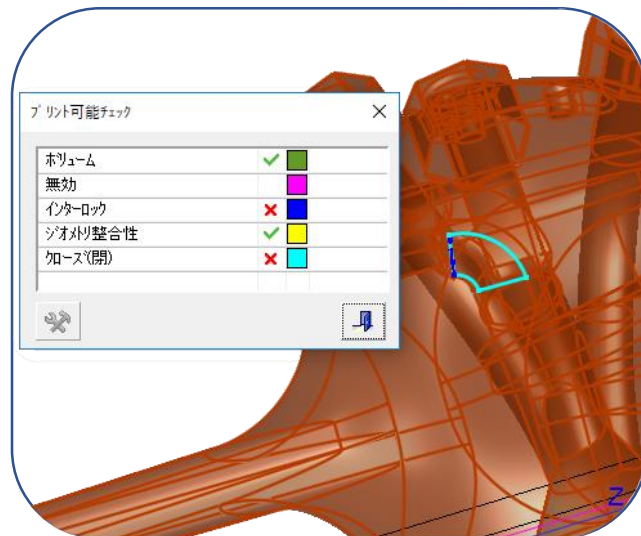 プリント可能チェック
ボリューム
無効
インターロック
ジオメトリ整合性
クローズ(閉)
Z